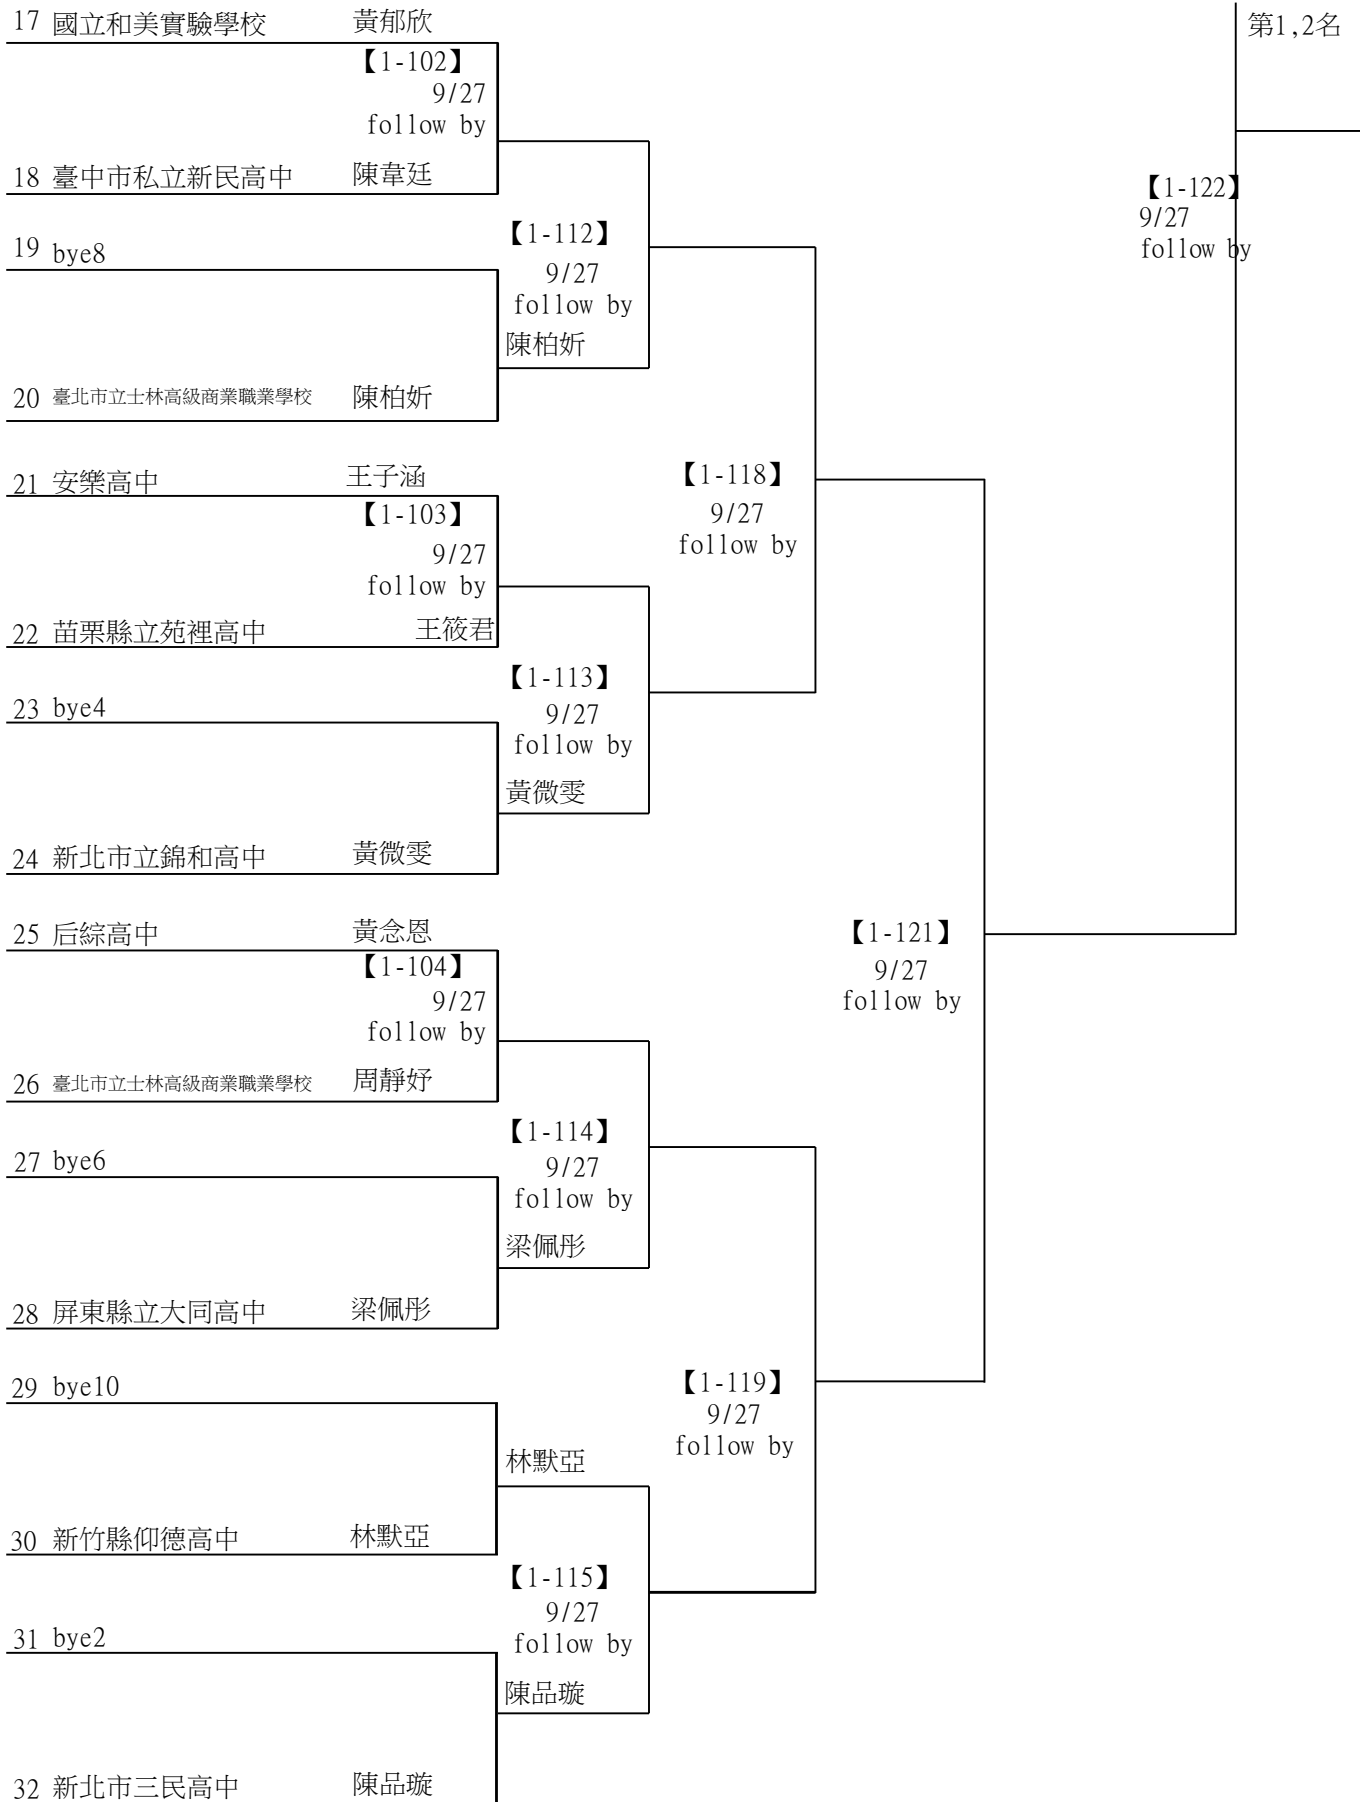 17 國立和美實驗學校 黃郁欣
第1,2名
【1-102】
9/27
follow by
18 臺中市私立新民高中 陳韋廷
【1-122】
9/27
follow by
19 bye8
【1-112】
9/27
follow by
陳柏妡
20 臺北市立士林高級商業職業學校 陳柏妡
21 安樂高中 王子涵
【1-118】
9/27
follow by
【1-103】
9/27
follow by
22 苗栗縣立苑裡高中 王筱君
【1-113】
9/27
follow by
23 bye4
黃微雯
24 新北市立錦和高中 黃微雯
25 后綜高中 黃念恩
【1-121】
9/27
follow by
【1-104】
9/27
follow by
26 臺北市立士林高級商業職業學校 周靜妤
【1-114】
9/27
follow by
27 bye6
梁佩彤
28 屏東縣立大同高中 梁佩彤
29 bye10
【1-119】
9/27
follow by
林默亞
30 新竹縣仰德高中 林默亞
【1-115】
9/27
follow by
31 bye2
陳品璇
32 新北市三民高中 陳品璇